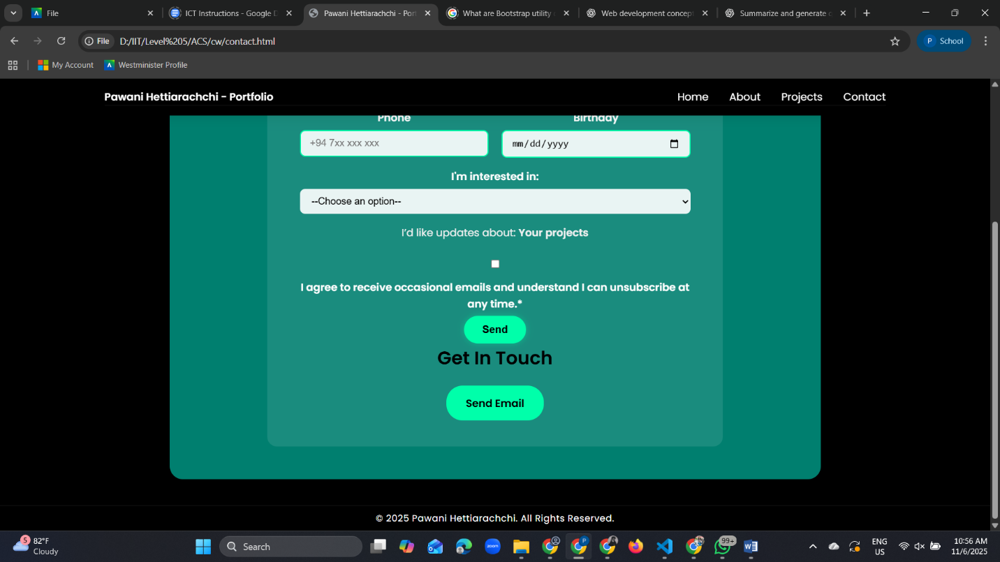 File
ICT Instructions - Google D
Pawani Hettiarachchi - Port
What are Bootstrap utility
Web development concept
Summarize and generate
File
D:/IIT/Level%205/ACS/cw/contact.html
P School
My Account
Westminister Profile
Pawani Hettiarachchi - Portfolio
Home
About
Projects
Contact
Phone
Birthday
+94 7xx xxx xxx
mm/dd/yyyy
I'm interested in:
--Choose an option--
I’d like updates about: Your projects
I agree to receive occasional emails and understand I can unsubscribe at
any time.*
Send
Get In Touch
Send Email
© 2025 Pawani Hettiarachchi. All Rights Reserved.
5
82°F
Cloudy
Search
zoom
P
99+
ENG
US
10:56 AM
11/6/2025